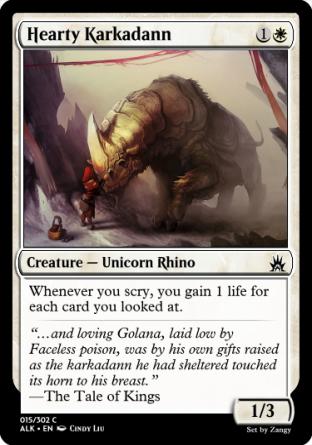 Hearty Karkadann 1
Creature — Unicorn Rhino
Whenever you scry, you gain 1 life for
each card you looked at.
“…and loving Golana, laid low by
Faceless poison, was by his own gifts raised
as the karkadann he had sheltered touched
its horn to his breast.”
—The Tale of Kings
1/3
015/302 C
ALK • EN Cindy Liu
Set by Zangy